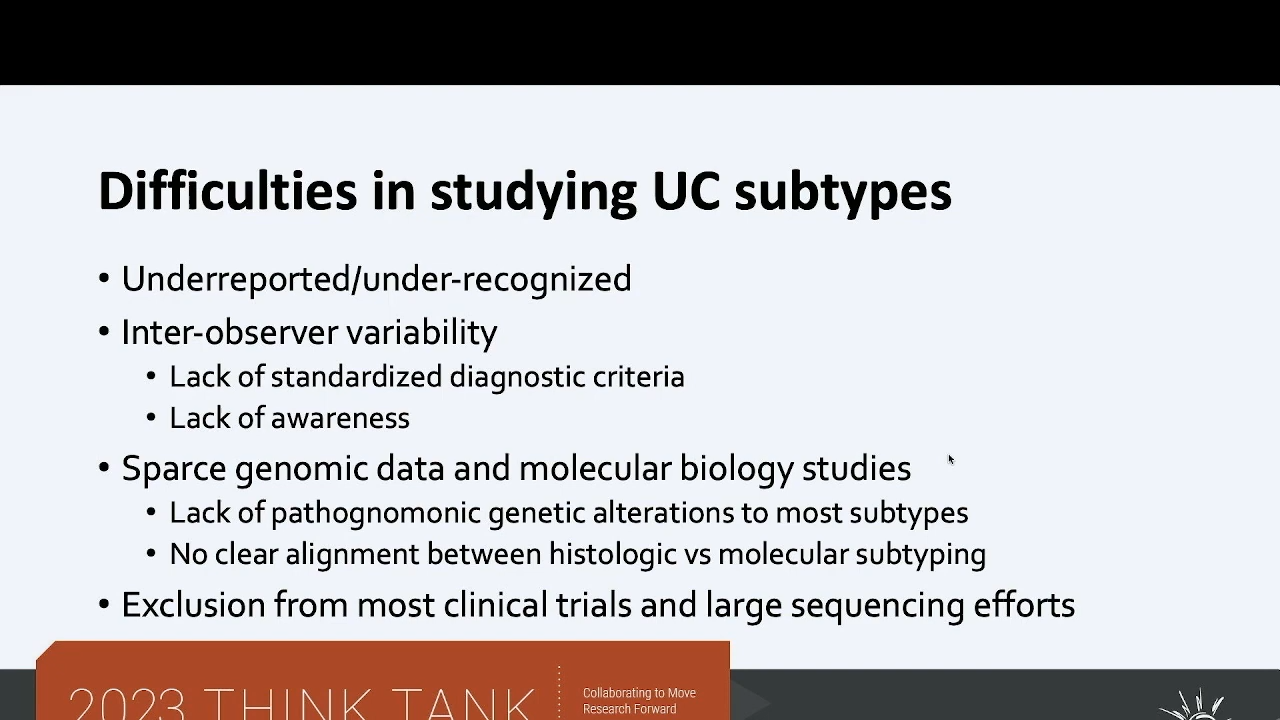 Difficulties in studying UC subtypes
• Underreported/under-recognized
• Inter-observer variability
• Lack of standardized diagnostic criteria
• Lack of awareness
• Sparce genomic data and molecular biology studies
• Lack of pathognomonic genetic alterations to most subtypes
• No clear alignment between histologic vs molecular subtyping
• Exclusion from most clinical trials and large sequencing efforts
2023 THINK TANK
Collaborating to Move
Research Forward